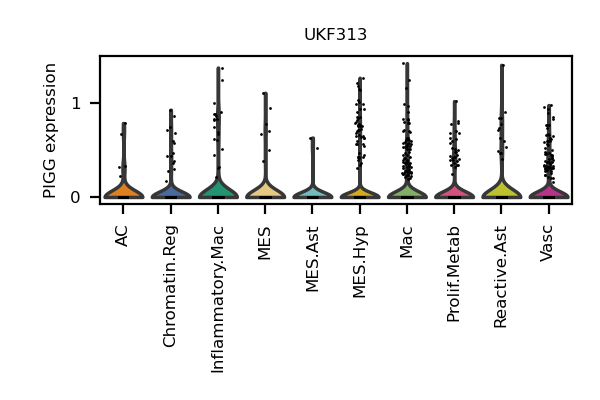 UKF313
PIGG expression
1
0
AC
Chromatin.Reg
Inflammatory.Mac
MES
MES.Ast
MES.Hyp
Mac
Prolif.Metab
Reactive.Ast
Vasc